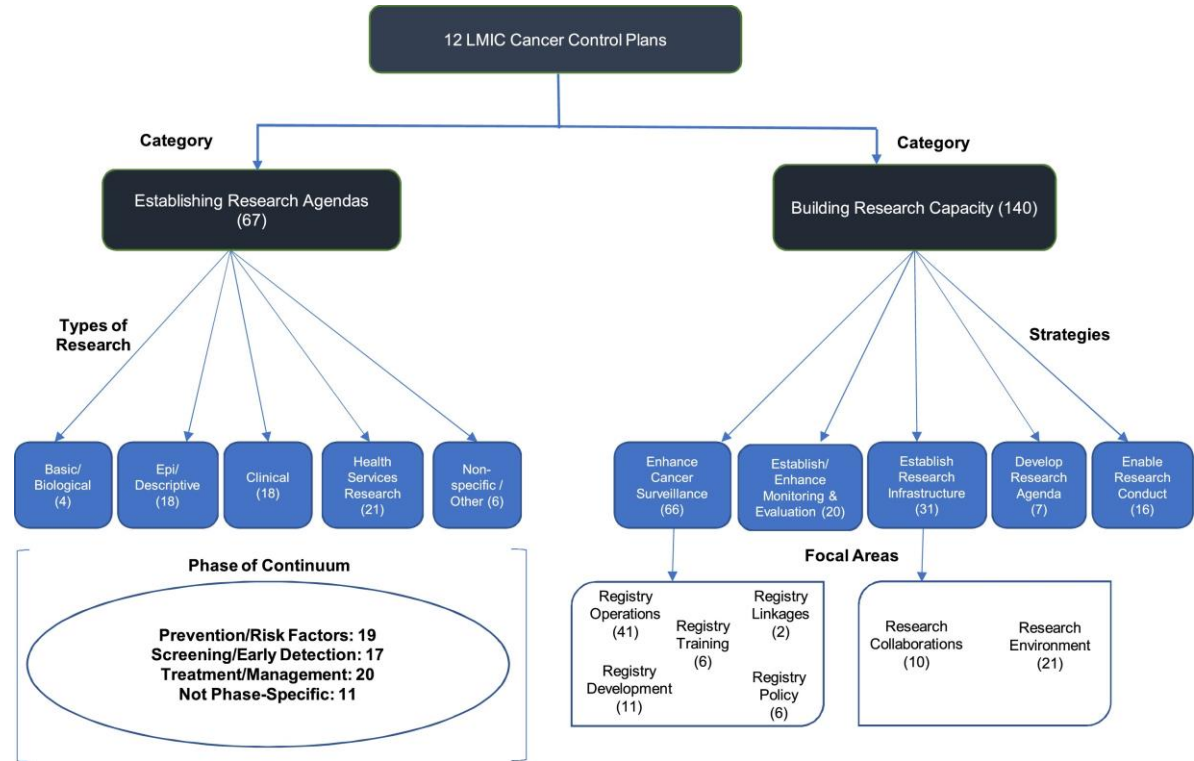 12 LMIC Cancer Control Plans
Category
Category
Establishing Research Agendas
(67)
Building Research Capacity (140)
Types of
Research
Strategies
Basic/
Biological
(4)
Epi/
Descriptive
(18)
Clinical
(18)
Health
Services
Research
(21)
Non-
specific /
Other (6)
Enhance
Cancer
Surveillance
(66)
Establish/
Enhance
Monitoring &
Evaluation (20)
Establish
Research
Infrastructure
(31)
Develop
Research
Agenda
(7)
Enable
Research
Conduct
(16)
Phase of Continuum
Prevention/Risk Factors: 19
Screening/Early Detection: 17
Treatment/Management: 20
Not Phase-Specific: 11
Focal Areas
Registry
Operations
(41)
Registry
Training
(6)
Registry
Linkages
(2)
Registry
Development
(11)
Registry
Policy
(6)
Research
Collaborations
(10)
Research
Environment
(21)